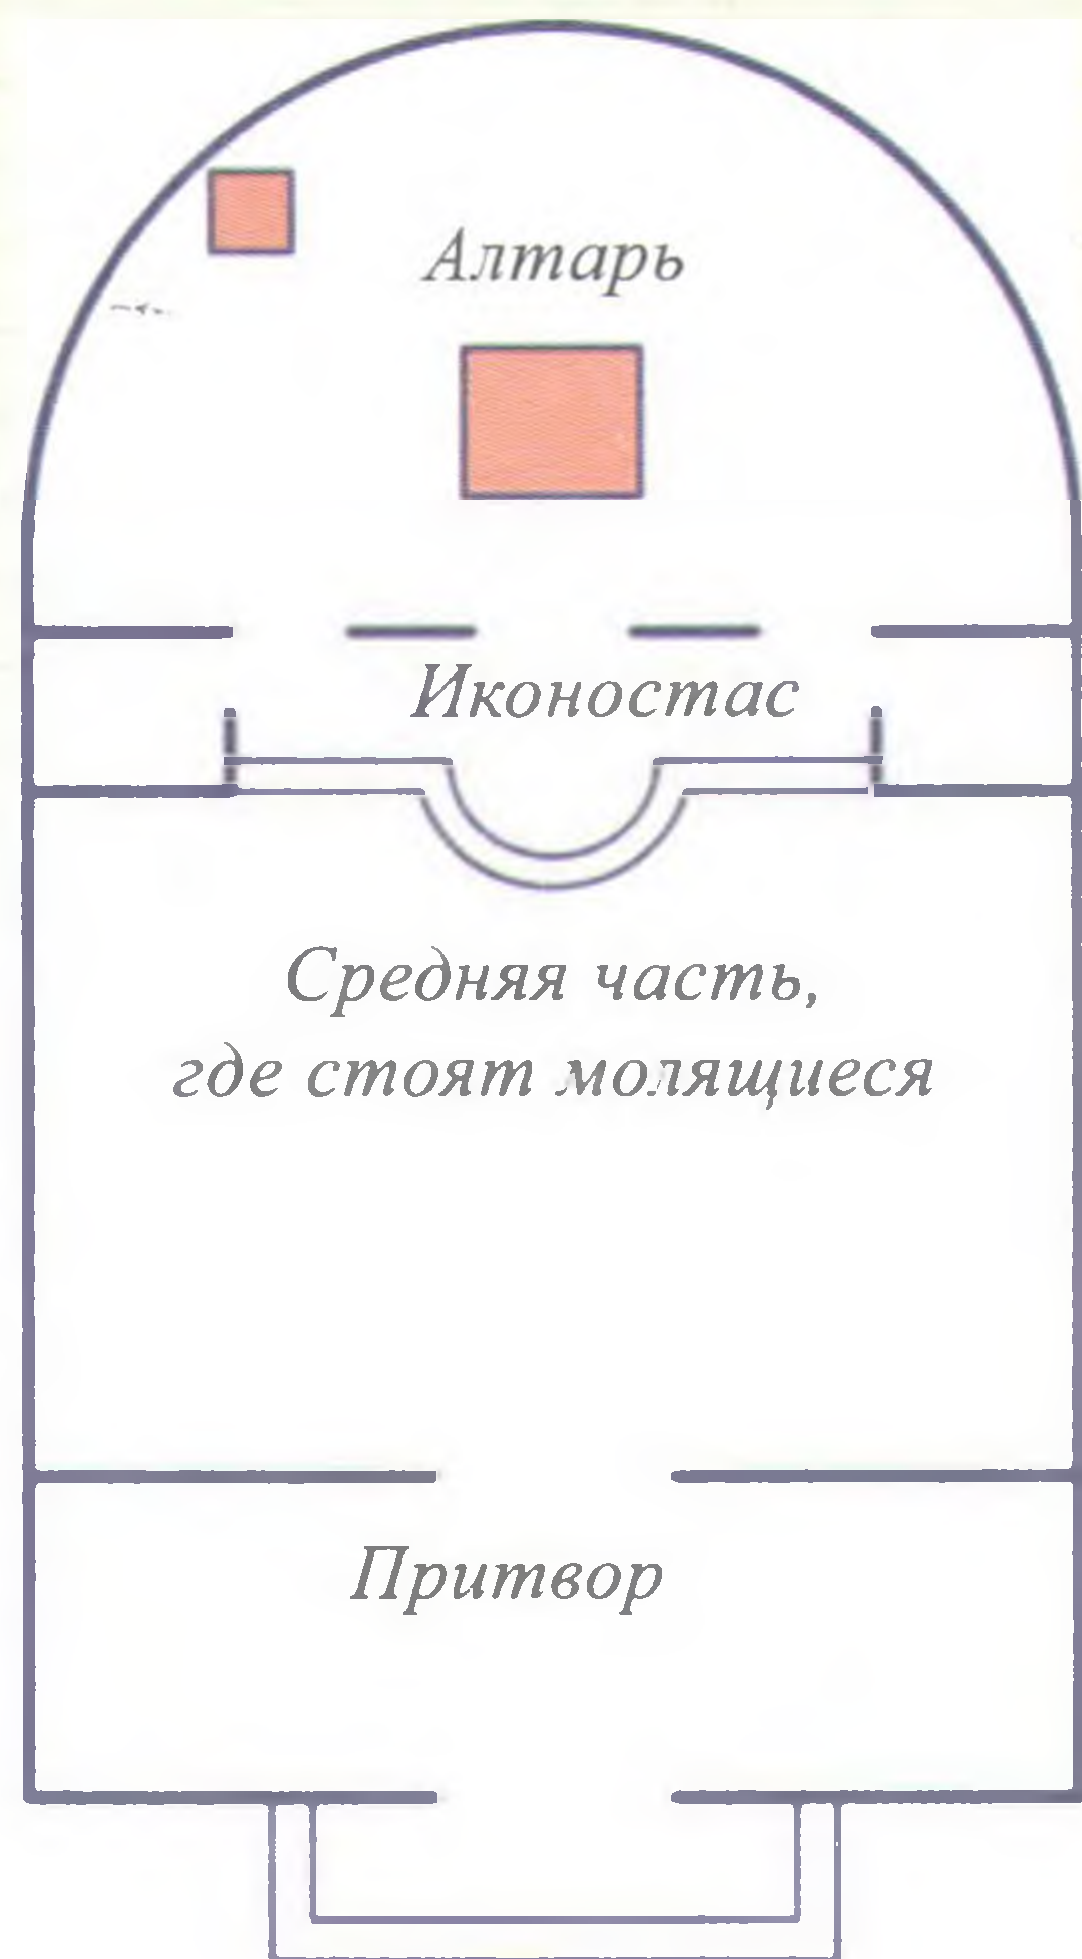 Алтарь
Иконостас
Средняя часть,
где стоят молящиеся
Притвор